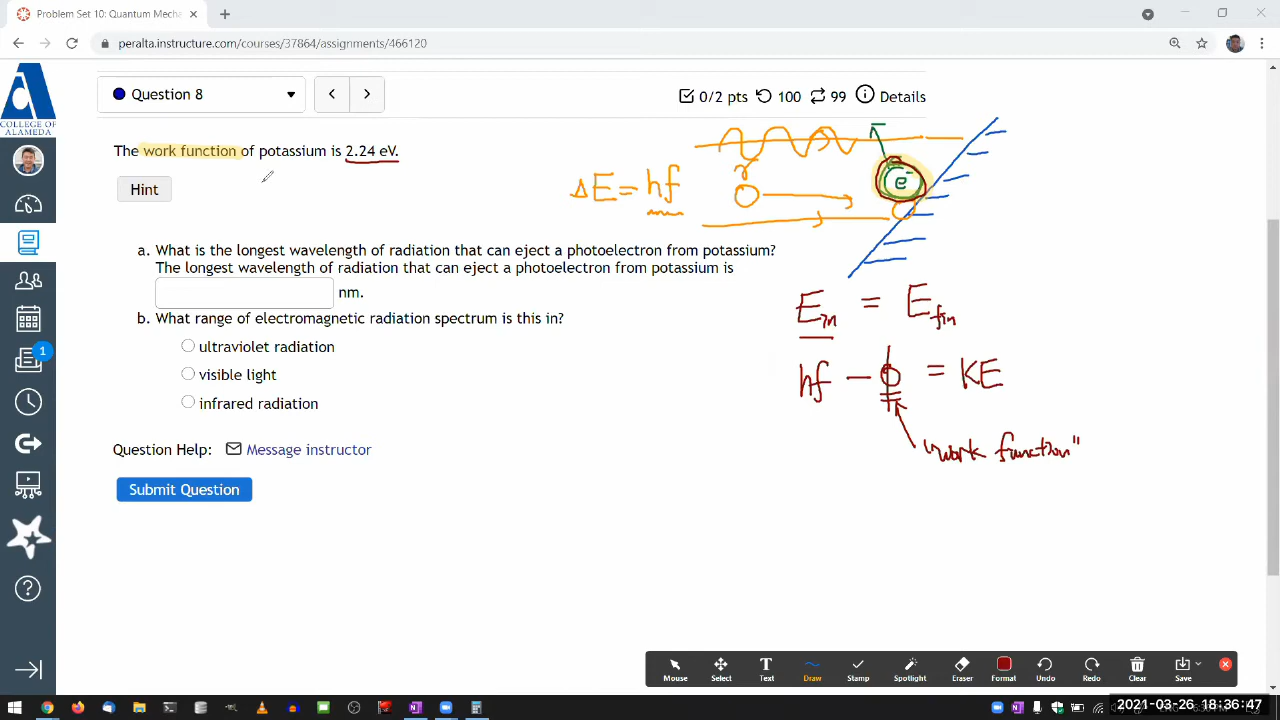 Problem Set 10: Quantum Mecha
peralta.instructure.com/courses/37864/assignments/466120
COLLEGE OF
ALAMEDA
Question 8
0/2 pts
100
99
Details
The work function of potassium is 2.24 eV.
Hint
ΔE = hf
γ
e⁻
a. What is the longest wavelength of radiation that can eject a photoelectron from potassium?
The longest wavelength of radiation that can eject a photoelectron from potassium is
nm.
b. What range of electromagnetic radiation spectrum is this in?
ultraviolet radiation
visible light
infrared radiation
E_in = E_fin
hf − ϕ = KE
"work function"
1
Question Help:
Message instructor
Submit Question
Mouse
Select
Text
Draw
Stamp
Spotlight
Eraser
Format
Undo
Redo
Clear
Save
2021-03-26 18:36:47